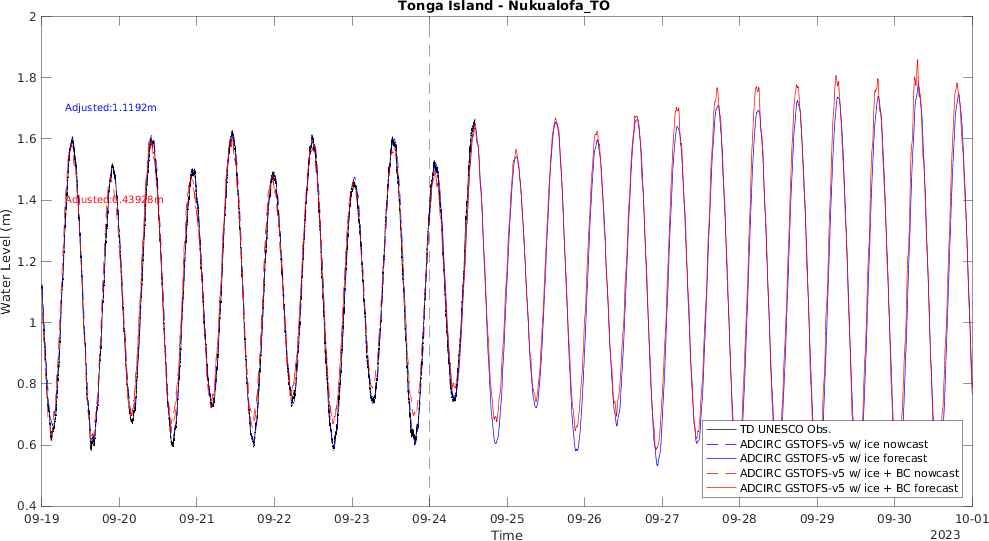 Tonga Island - Nukualofa_TO
2
1.8
1.6
1.4
1.2
1
0.8
0.6
0.4
Water Level (m)
Adjusted:1.1192m
Adjusted:0.43928m
TD UNESCO Obs.
ADCIRC GSTOFS-v5 w/ ice nowcast
ADCIRC GSTOFS-v5 w/ ice forecast
ADCIRC GSTOFS-v5 w/ ice + BC nowcast
ADCIRC GSTOFS-v5 w/ ice + BC forecast
09-19 09-20 09-21 09-22 09-23 09-24 09-25 09-26 09-27 09-28 09-29 09-30 10-01
Time
2023